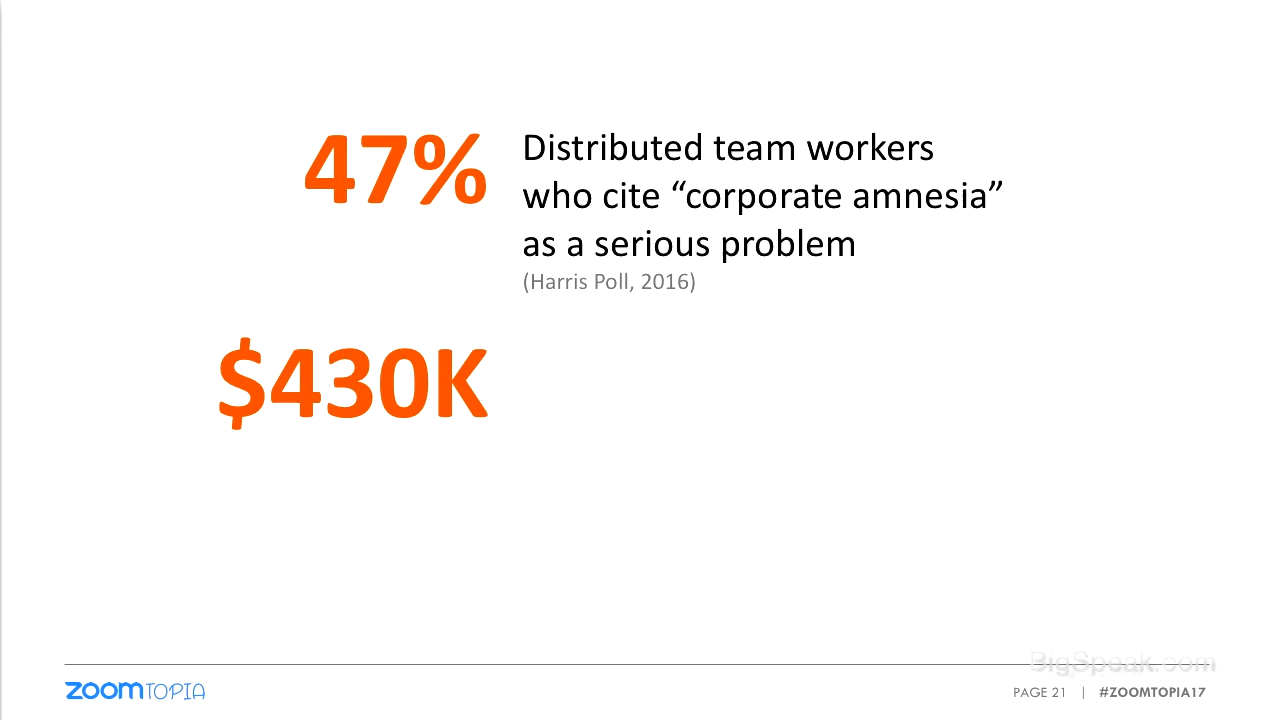 47%
Distributed team workers
who cite “corporate amnesia”
as a serious problem
(Harris Poll, 2016)
$430K
BigSpeak.com
zoomTOPIA
PAGE 21 | #ZOOMTOPIA17